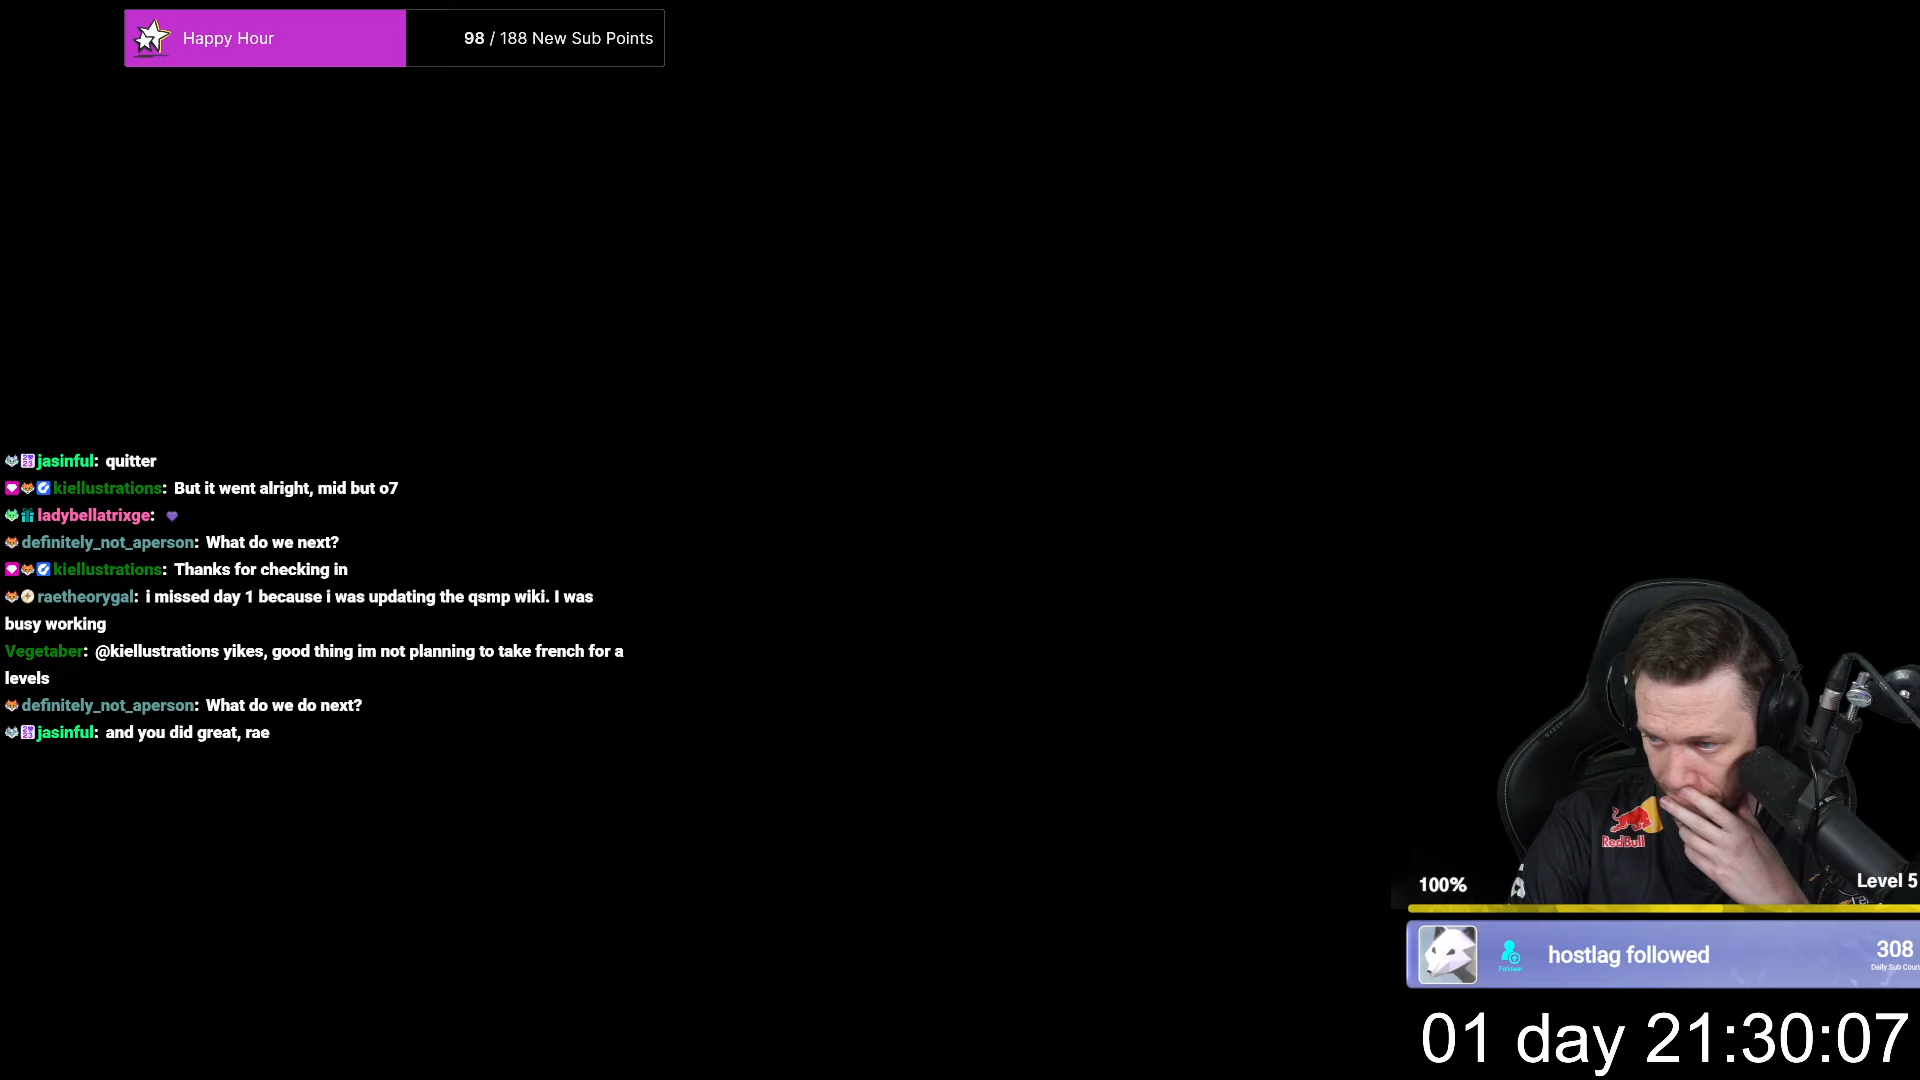 Happy Hour
98 / 188 New Sub Points
jasinful: quitter
kiellustrations: But it went alright, mid but o7
ladybellatrixge: 💜
definitely_not_aperson: What do we next?
kiellustrations: Thanks for checking in
raetheorygal: i missed day 1 because i was updating the qsmp wiki. I was
busy working
Vegetaber: @kiellustrations yikes, good thing im not planning to take french for a
levels
definitely_not_aperson: What do we do next?
jasinful: and you did great, rae
RedBull
100%
Level 5
Follower
hostlag followed
308
Daily Sub Coun
01 day 21:30:07